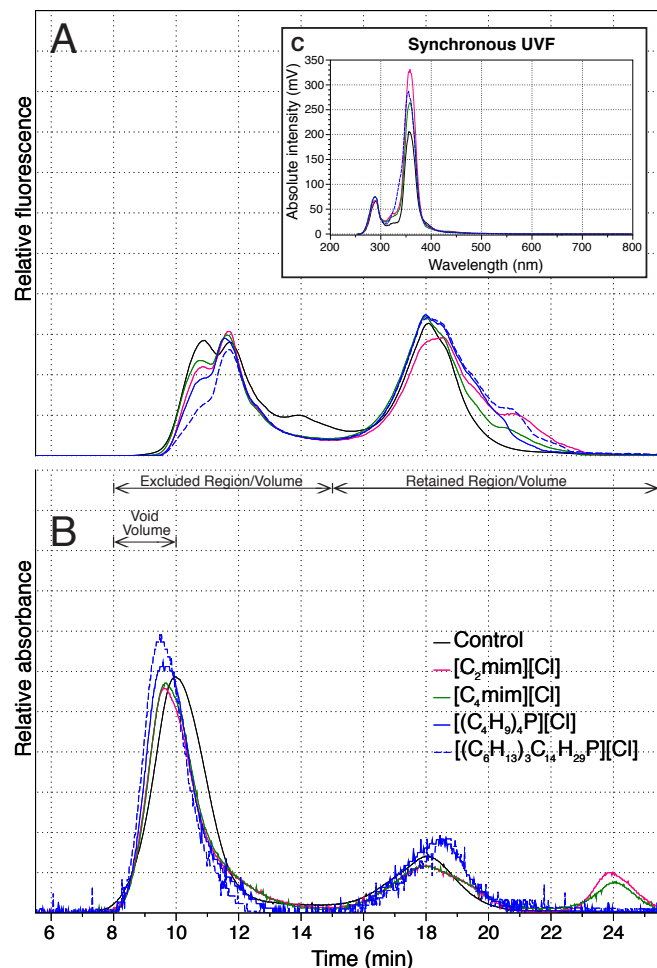 A
c
Synchronous UVF
Absolute intensity (mV)
350
300
250
200
150
100
50
0
200 300 400 500 600 700 800
Wavelength (nm)
Relative fluorescence
Excluded Region/Volume
Retained Region/Volume
Void
Volume
B
Relative absorbance
Control
[C₂mim][Cl]
[C₄mim][Cl]
[(C₄H₉)₄P][Cl]
[(C₆H₁₃)₃C₁₄H₂₉P][Cl]
6 8 10 12 14 16 18 20 22 24
Time (min)